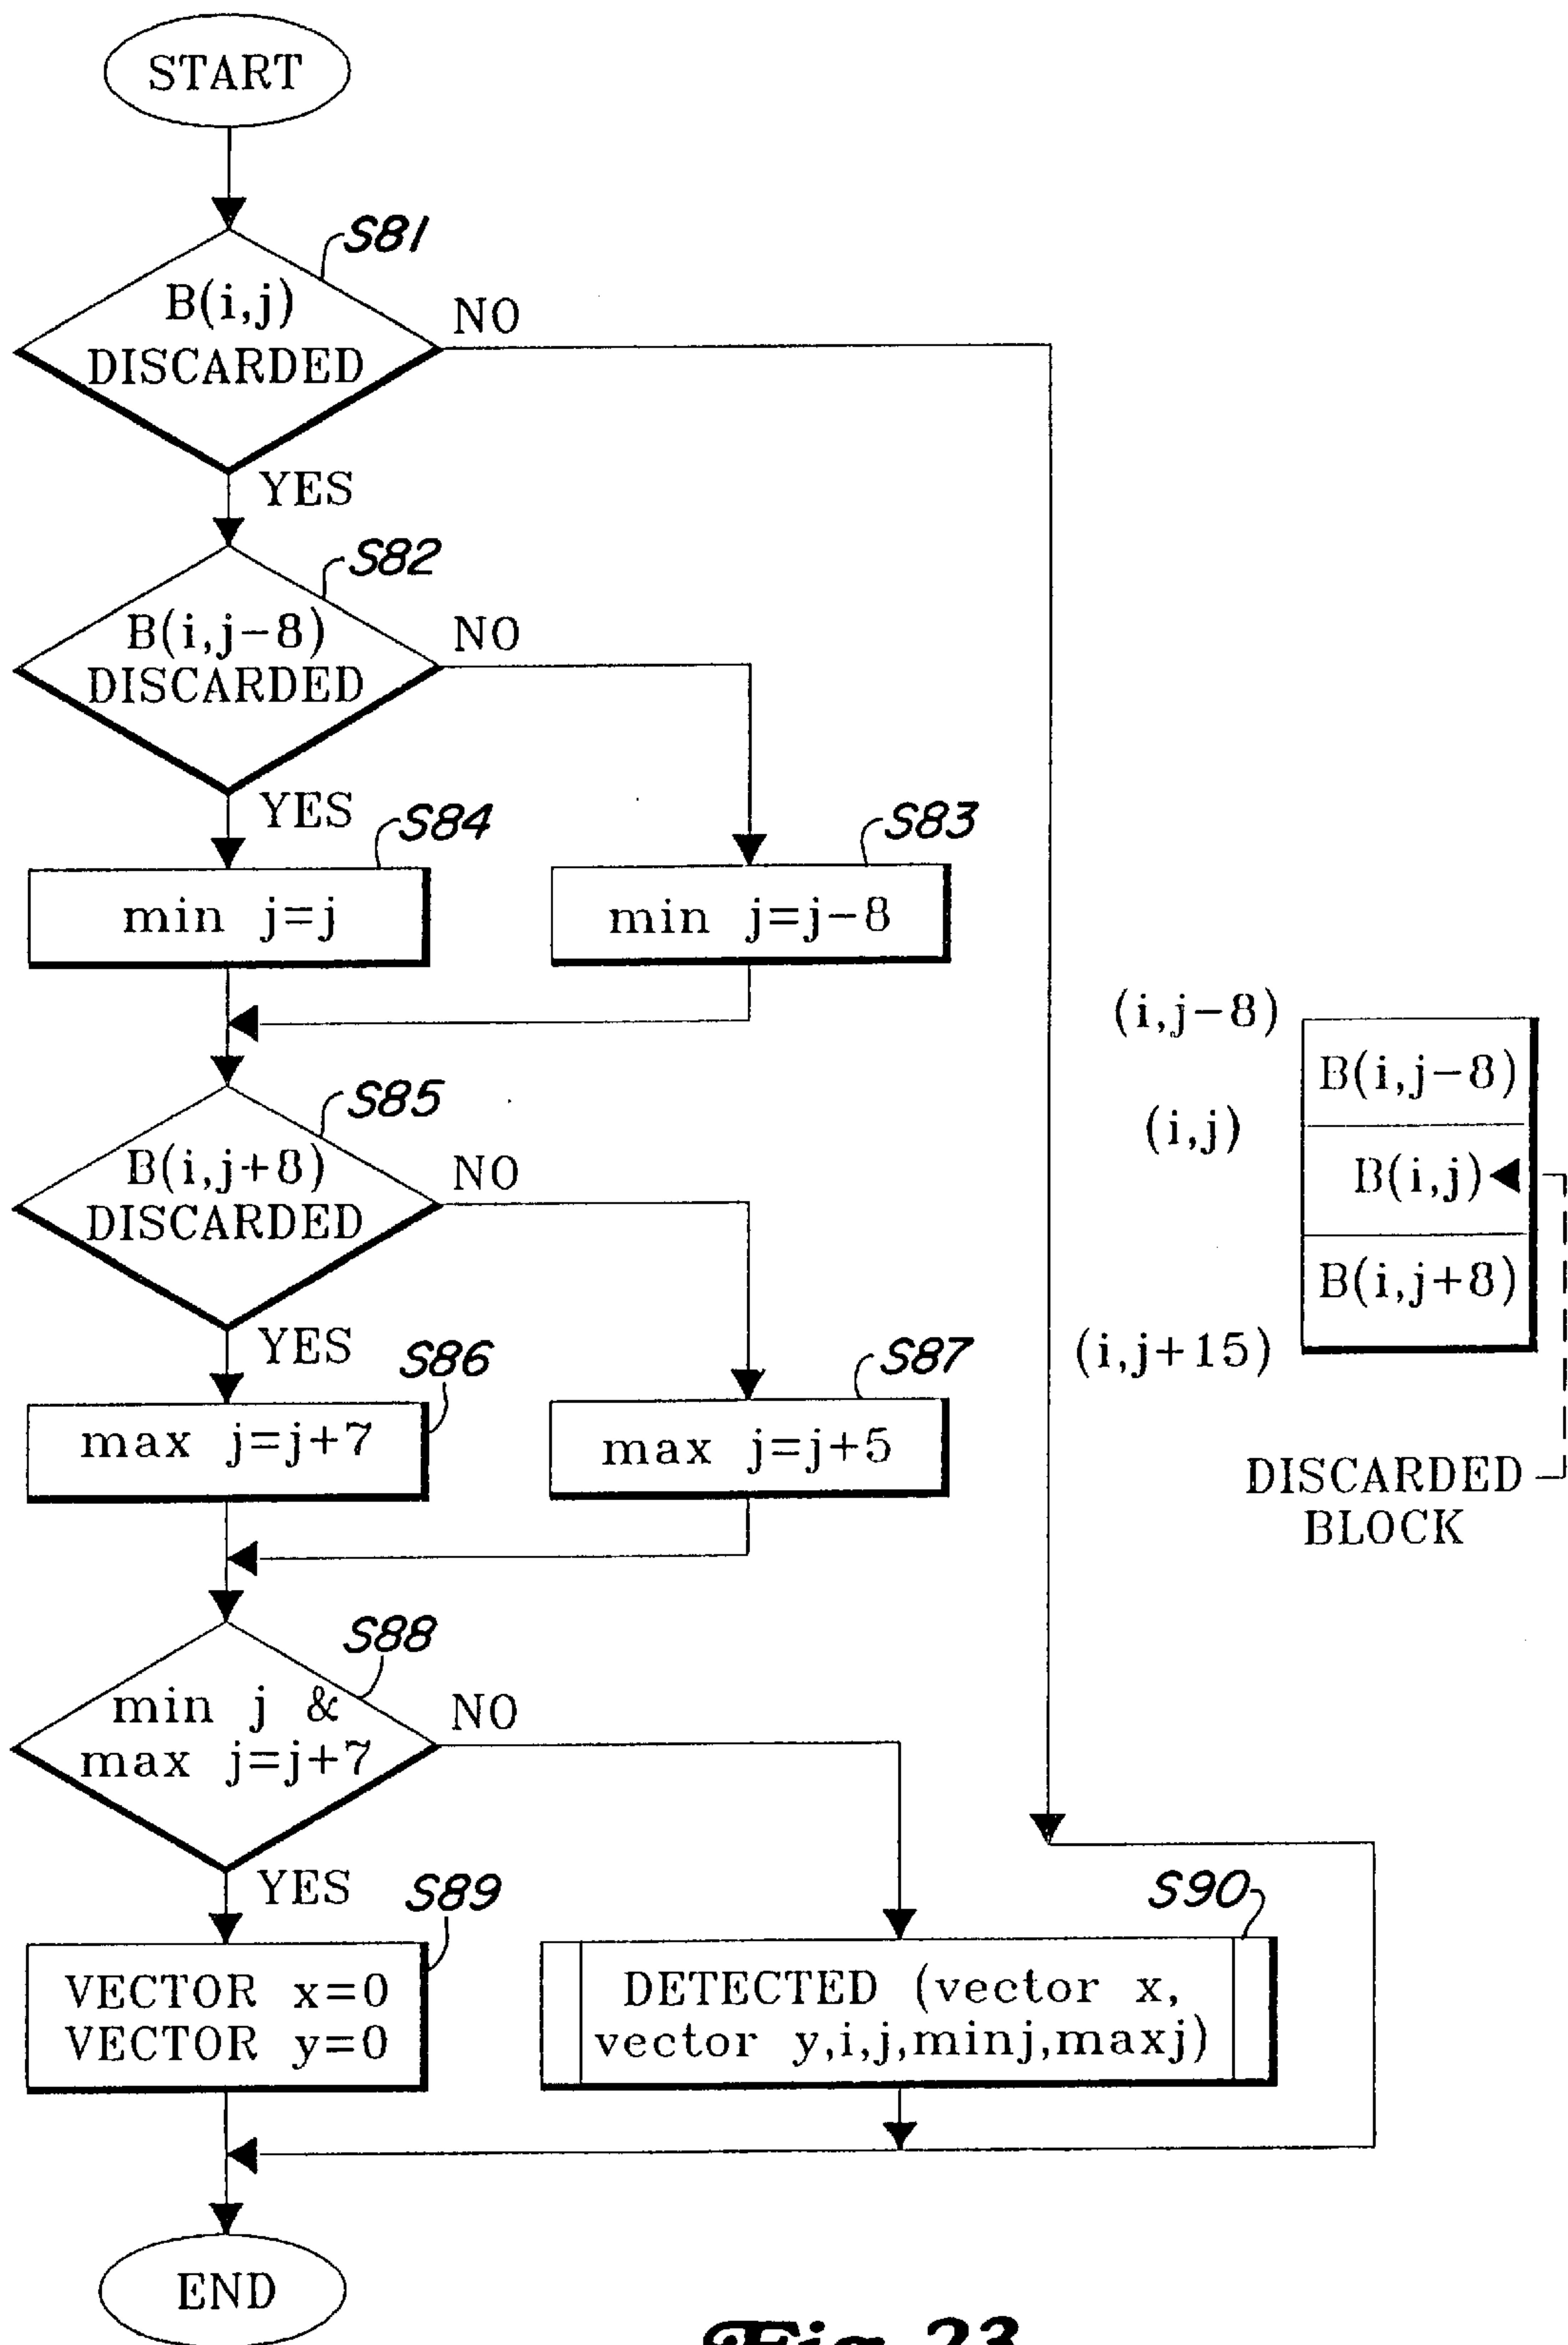 START
S81
B(i,j)
DISCARDED
NO
YES
S82
B(i,j-8)
DISCARDED
NO
YES
S84
min j=j
S83
min j=j-8
S85
B(i,j+8)
DISCARDED
NO
YES
S86
max j=j+7
S87
max j=j+5
(i,j-8)
B(i,j-8)
(i,j)
B(i,j)
B(i,j+8)
(i,j+15)
DISCARDED
BLOCK
S88
min j &
max j=j+7
NO
YES
S89
VECTOR x=0
VECTOR y=0
S90
DETECTED (vector x,
vector y,i,j,minj,maxj)
END
Fig. 23